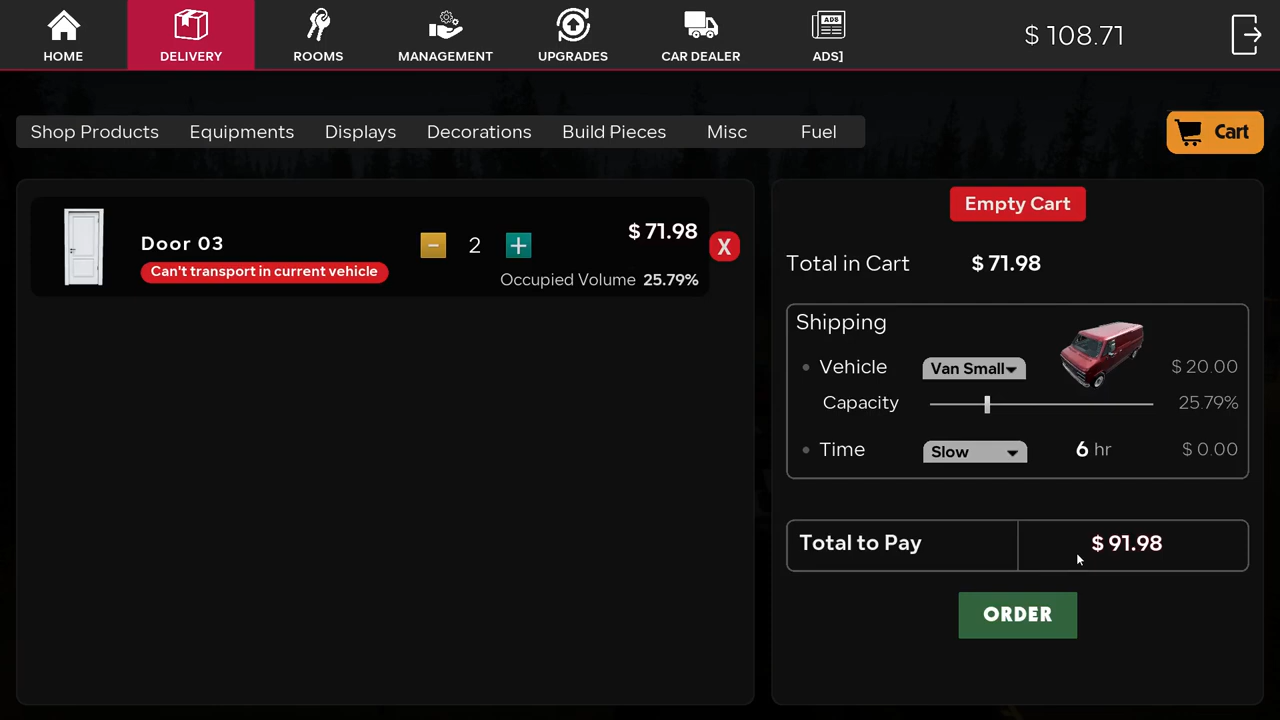 HOME
DELIVERY
ROOMS
MANAGEMENT
UPGRADES
CAR DEALER
ADS
ADS]
$ 108.71
Shop Products
Equipments
Displays
Decorations
Build Pieces
Misc
Fuel
Cart
Door 03
Can't transport in current vehicle
2
$ 71.98
Occupied Volume 25.79%
X
Empty Cart
Total in Cart $ 71.98
Shipping
Vehicle Van Small $ 20.00
Capacity 25.79%
Time Slow 6 hr $ 0.00
Total to Pay $ 91.98
ORDER